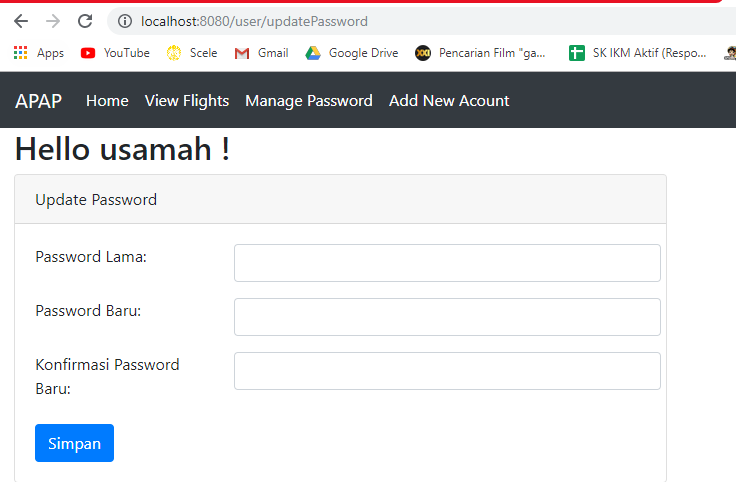 localhost:8080/user/updatePassword
Apps YouTube Scele Gmail Google Drive Pencarian Film "ga... SK IKM Aktif (Respo...
APAP Home View Flights Manage Password Add New Acount
Hello usamah !
Update Password
Password Lama:
Password Baru:
Konfirmasi Password
Baru:
Simpan